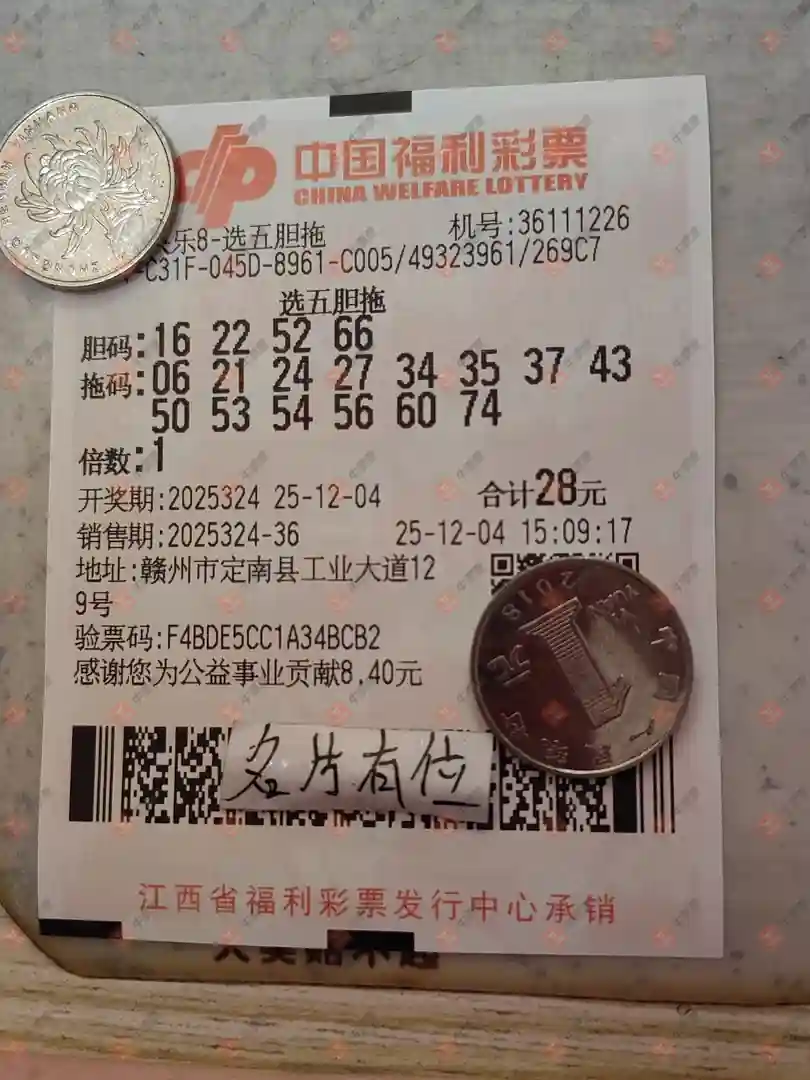 中国福利彩票
CHINA WELFARE LOTTERY
乐8-选五胆拖 机号:36111226
-C31F-045D-8961-C005/49323961/269C7
选五胆拖
胆码:16 22 52 66
拖码:06 21 24 27 34 35 37 43
50 53 54 56 60 74
倍数:1
开奖期:2025324 25-12-04 合计28元
销售期:2025324-36 25-12-04 15:09:17
地址:赣州市定南县工业大道12
9号
验票码:F4BDE5CC1A34BCB2
感谢您为公益事业贡献8.40元
2018
1
元
名片有位
江西省福利彩票发行中心承销